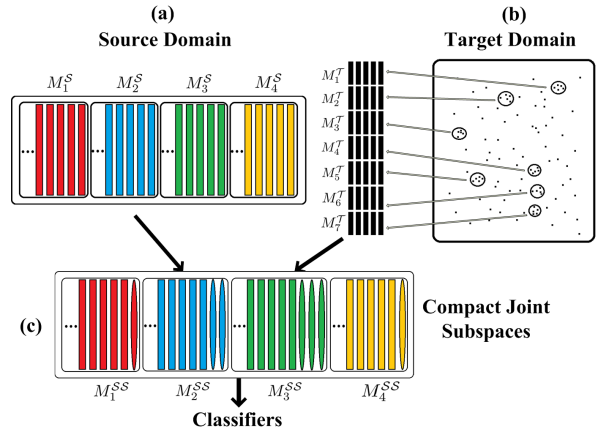 (a)
Source Domain
M_1^S M_2^S M_3^S M_4^S
... ... ... ...
(b)
Target Domain
M_1^T
M_2^T
M_3^T
M_4^T
M_5^T
M_6^T
M_7^T
(c)
... ... ... ...
Compact Joint
Subspaces
M_1^{SS} M_2^{SS} M_3^{SS} M_4^{SS}
Classifiers